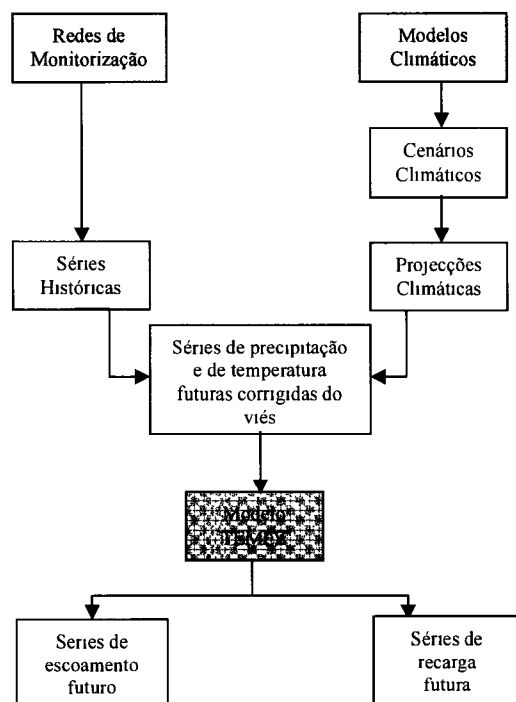 Redes de
Monitorização
Modelos
Climáticos
Cenários
Climáticos
Séries
Históricas
Projecções
Climáticas
Séries de precipitação
e de temperatura
futuras corrigidas do
viés
Modelo
TEMEZ
Series de
escoamento
futuro
Séries de
recarga
futura